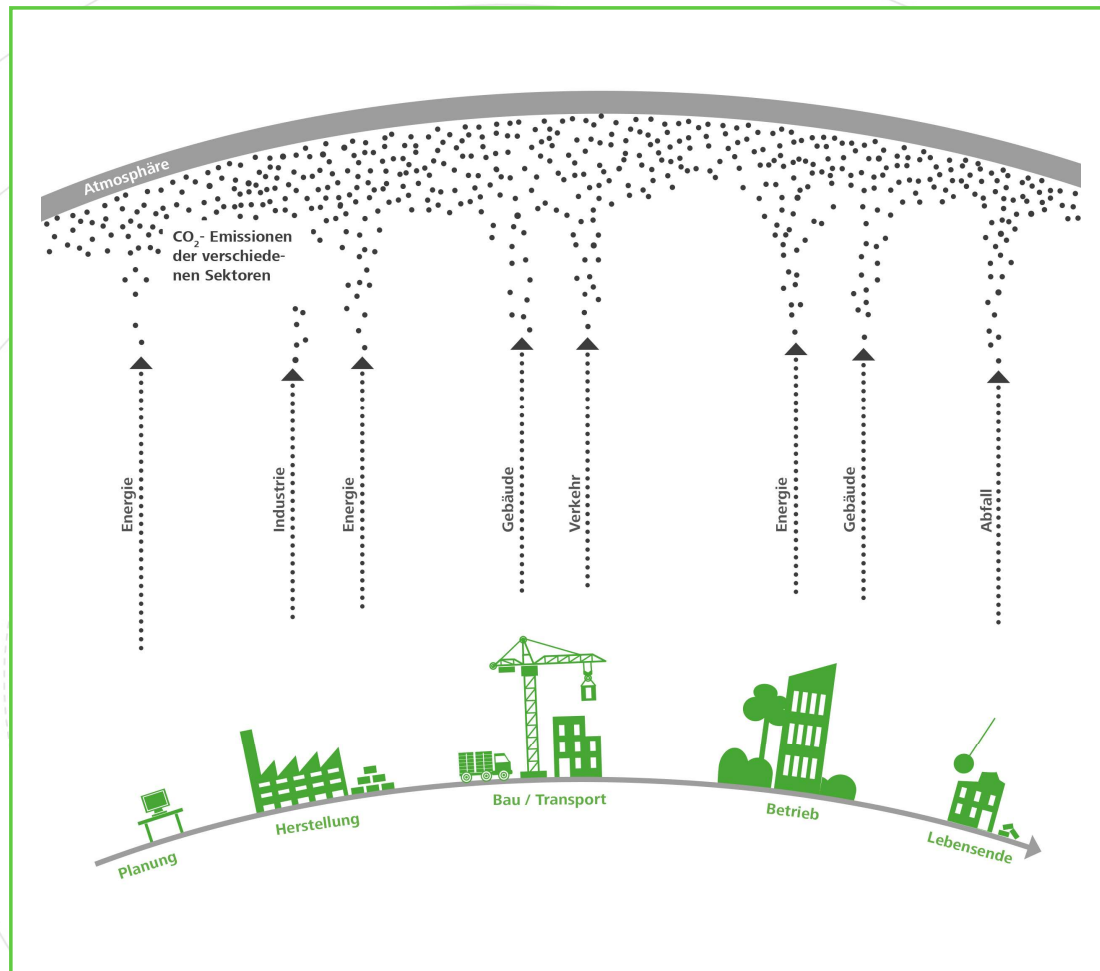 Atmosphäre
CO₂- Emissionen
der verschiede-
nen Sektoren
Energie
Industrie
Energie
Gebäude
Verkehr
Energie
Gebäude
Abfall
Planung
Herstellung
Bau / Transport
Betrieb
Lebensende